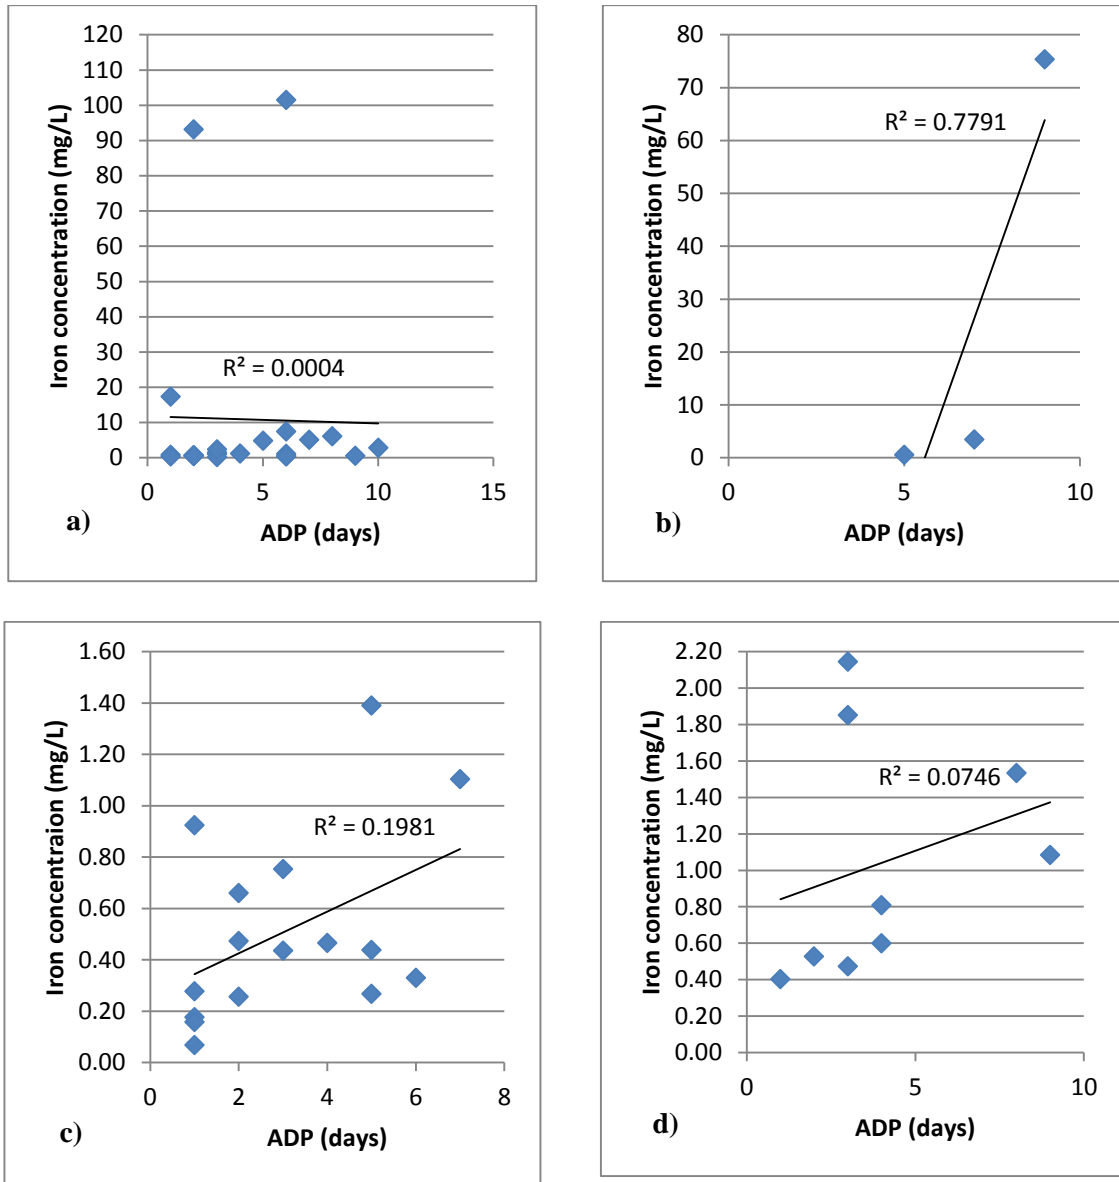 120
110
100
90
80
70
60
50
40
30
20
10
0
Iron concentration (mg/L)
R² = 0.0004
0 5 10 15
ADP (days)
a)
80
70
60
50
40
30
20
10
0
Iron concentration (mg/L)
R² = 0.7791
0 5 10
ADP (days)
b)
1.60
1.40
1.20
1.00
0.80
0.60
0.40
0.20
0.00
Iron concentraion (mg/L)
R² = 0.1981
0 2 4 6 8
ADP (days)
c)
2.20
2.00
1.80
1.60
1.40
1.20
1.00
0.80
0.60
0.40
0.20
0.00
Iron concentration (mg/L)
R² = 0.0746
0 5 10
ADP (days)
d)